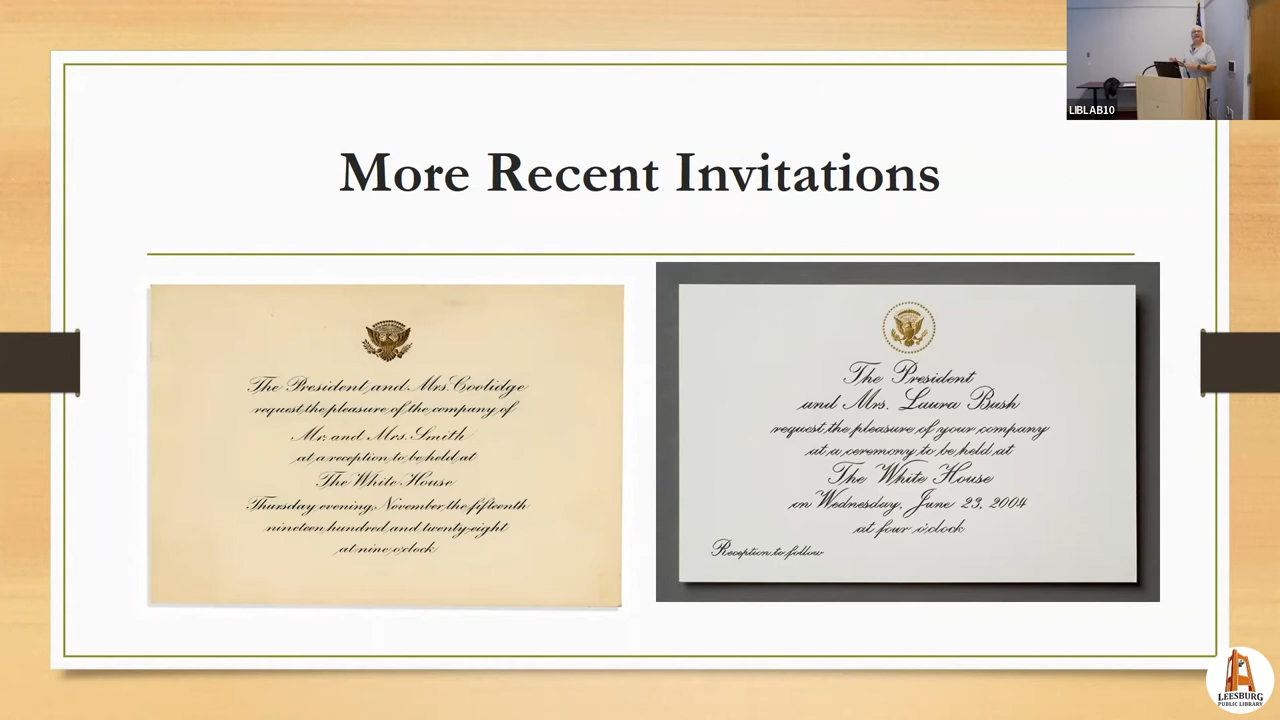 LIBLAB10
More Recent Invitations
The President and Mrs. Coolidge
request the pleasure of the company of
Mr. and Mrs. Smith
at a reception to be held at
The White House
Thursday evening, November the fifteenth
nineteen hundred and twenty eight
at nine o'clock
The President
and Mrs. Laura Bush
request the pleasure of your company
at a ceremony to be held at
The White House
on Wednesday, June 23, 2004
at four o'clock
Reception to follow
LEESBURG
PUBLIC LIBRARY